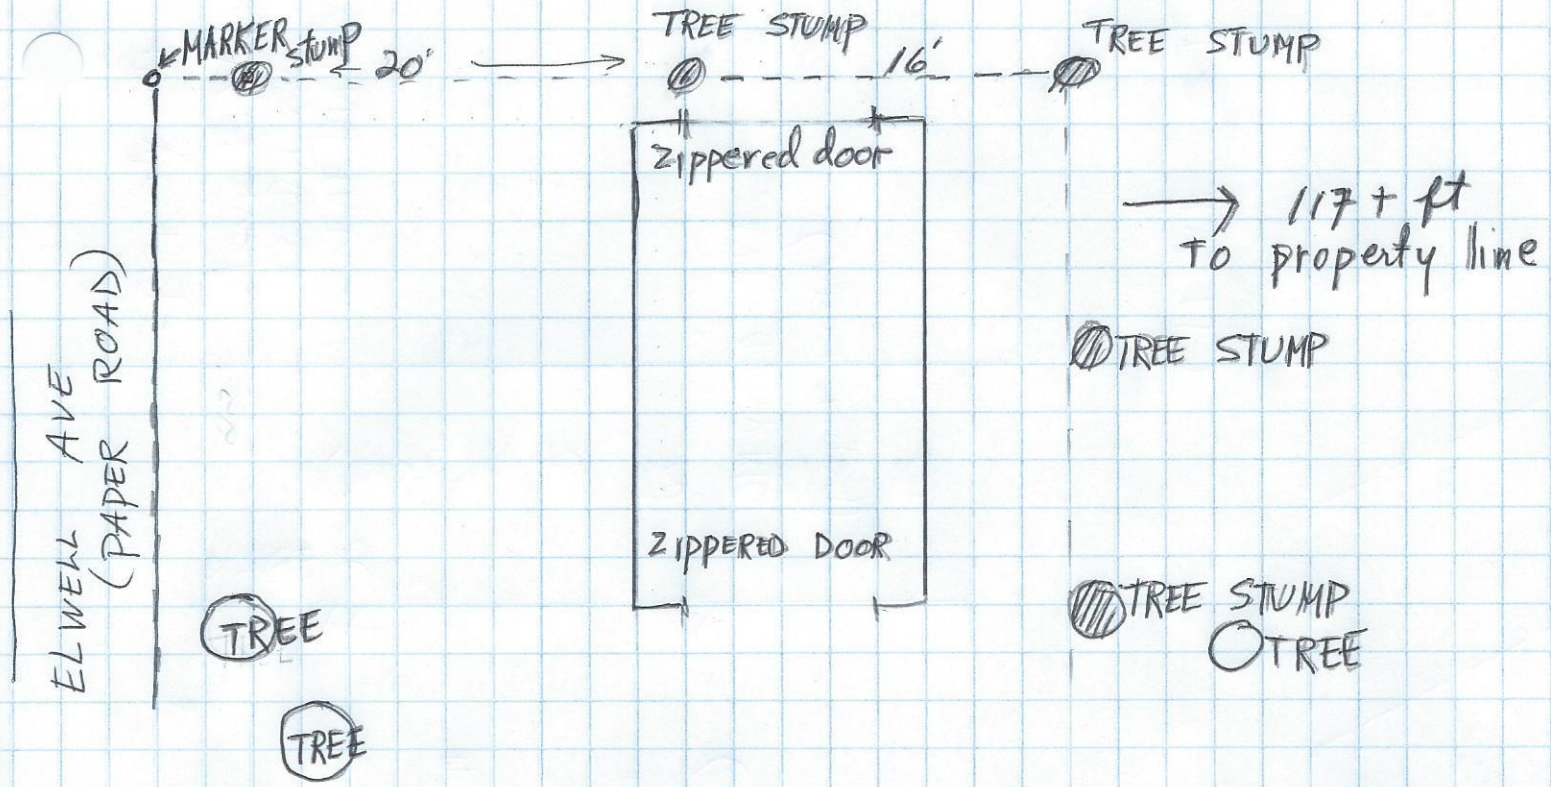 MARKER stump
20'
TREE STUMP
16'
TREE STUMP
zippered door
117 + ft
TO property line
TREE STUMP
ELWELL AVE
(PAPER ROAD)
ZIPPERED DOOR
TREE STUMP
TREE
TREE
TREE